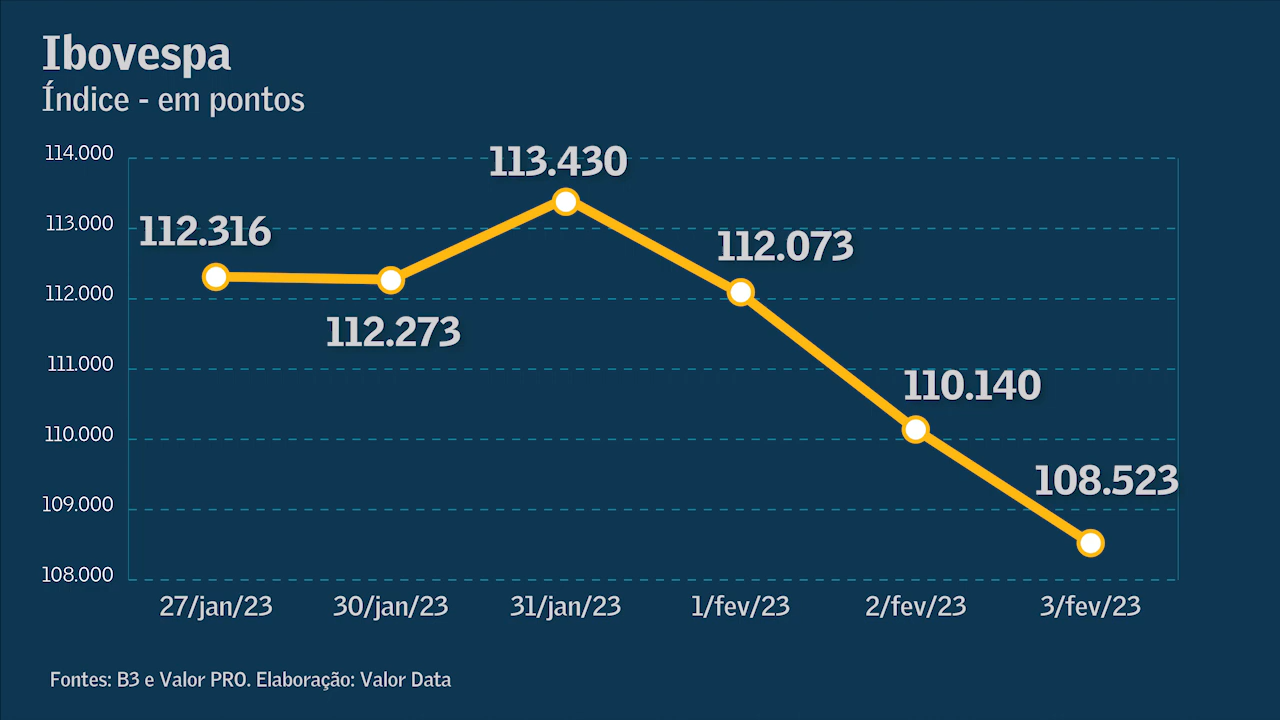 Ibovespa
Índice - em pontos
114.000
113.000
112.000
111.000
110.000
109.000
108.000
112.316
112.273
113.430
112.073
110.140
108.523
27/jan/23
30/jan/23
31/jan/23
1/fev/23
2/fev/23
3/fev/23
Fontes: B3 e Valor PRO. Elaboração: Valor Data